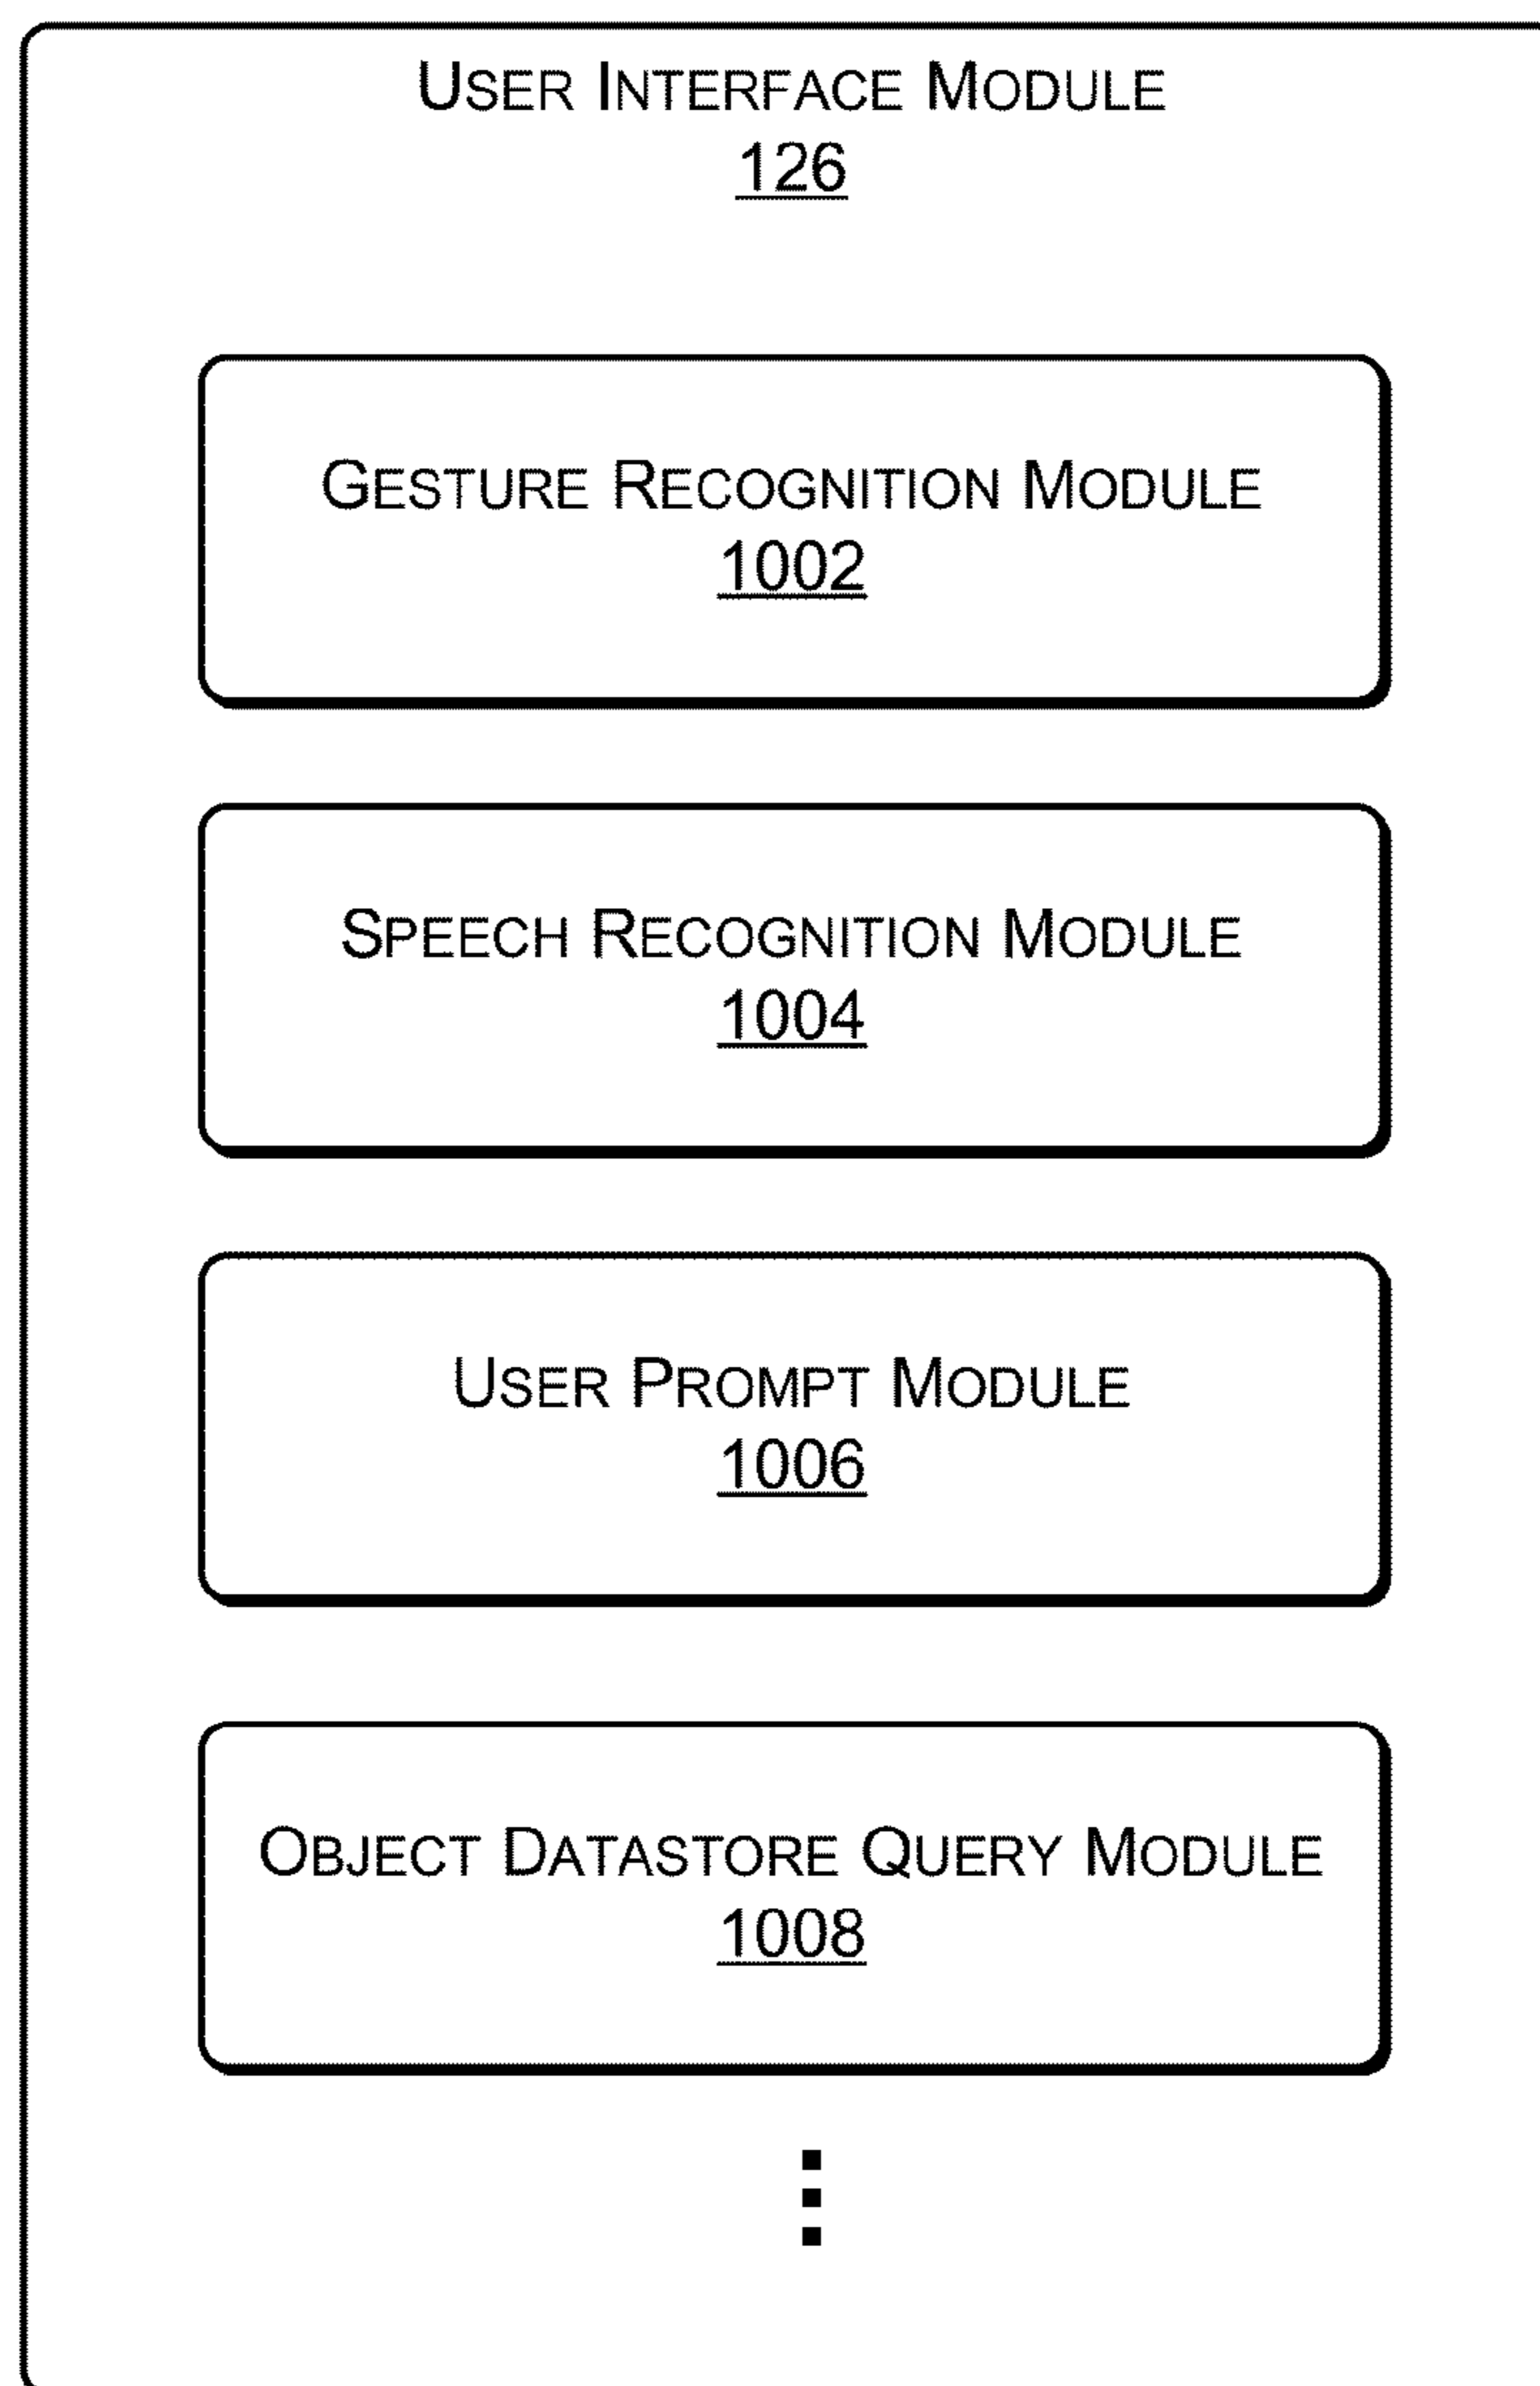 USER INTERFACE MODULE
126
GESTURE RECOGNITION MODULE
1002
SPEECH RECOGNITION MODULE
1004
USER PROMPT MODULE
1006
OBJECT DATASTORE QUERY MODULE
1008